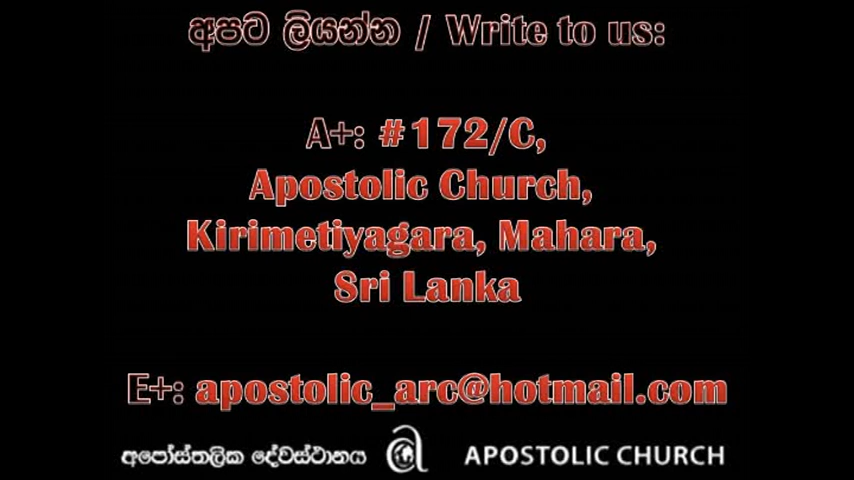 අපට ලියන්න / Write to us:
A+: #172/C,
Apostolic Church,
Kirimetiyagara, Mahara,
Sri Lanka
E+: apostolic_arc@hotmail.com
අපෝස්තලික දේවස්ථානය @ APOSTOLIC CHURCH